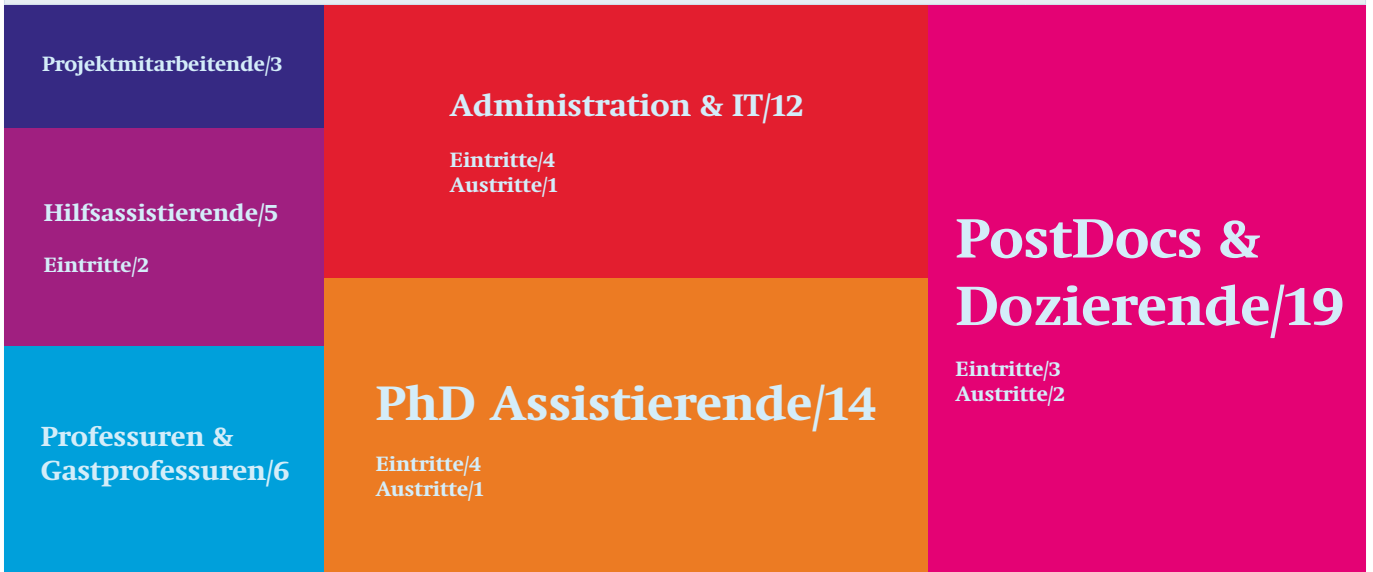 Projektmitarbeitende/3
Hilfsassistierende/5
Eintritte/2
Professuren &
Gastprofessuren/6
Administration & IT/12
Eintritte/4
Austritte/1
PhD Assistierende/14
Eintritte/4
Austritte/1
PostDocs &
Dozierende/19
Eintritte/3
Austritte/2